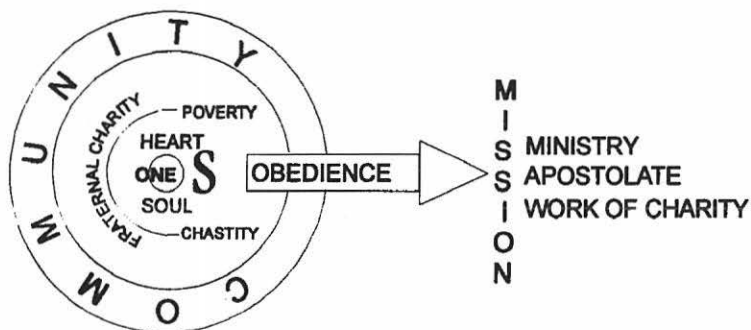 COMMUNITY
FRATERNAL CHARITY
POVERTY
HEART
ONE S
SOUL
CHASTITY
OBEDIENCE
MISSION
MINISTRY
APOSTOLATE
WORK OF CHARITY